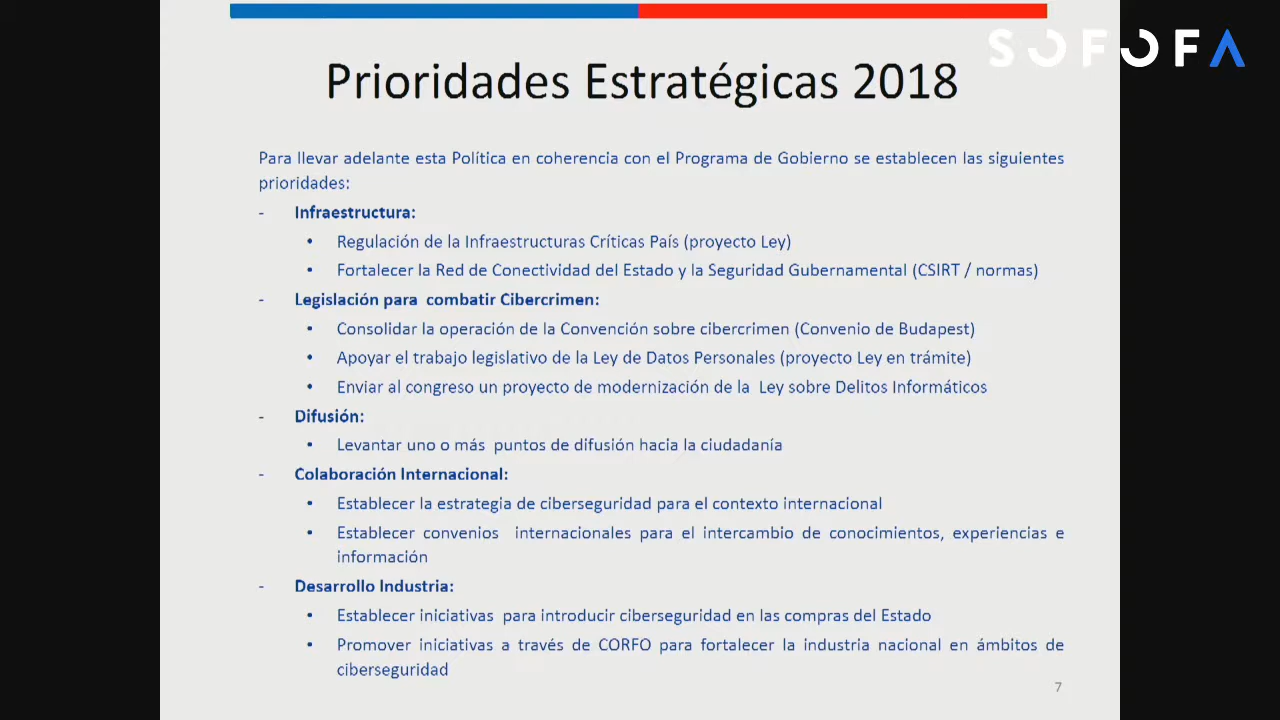 SOFOFA
Prioridades Estratégicas 2018
Para llevar adelante esta Política en coherencia con el Programa de Gobierno se establecen las siguientes
prioridades:
- Infraestructura:
• Regulación de la Infraestructuras Críticas País (proyecto Ley)
• Fortalecer la Red de Conectividad del Estado y la Seguridad Gubernamental (CSIRT / normas)
- Legislación para combatir Cibercrimen:
• Consolidar la operación de la Convención sobre cibercrimen (Convenio de Budapest)
• Apoyar el trabajo legislativo de la Ley de Datos Personales (proyecto Ley en trámite)
• Enviar al congreso un proyecto de modernización de la Ley sobre Delitos Informáticos
- Difusión:
• Levantar uno o más puntos de difusión hacia la ciudadanía
- Colaboración Internacional:
• Establecer la estrategia de ciberseguridad para el contexto internacional
• Establecer convenios internacionales para el intercambio de conocimientos, experiencias e
información
- Desarrollo Industria:
• Establecer iniciativas para introducir ciberseguridad en las compras del Estado
• Promover iniciativas a través de CORFO para fortalecer la industria nacional en ámbitos de
ciberseguridad
7